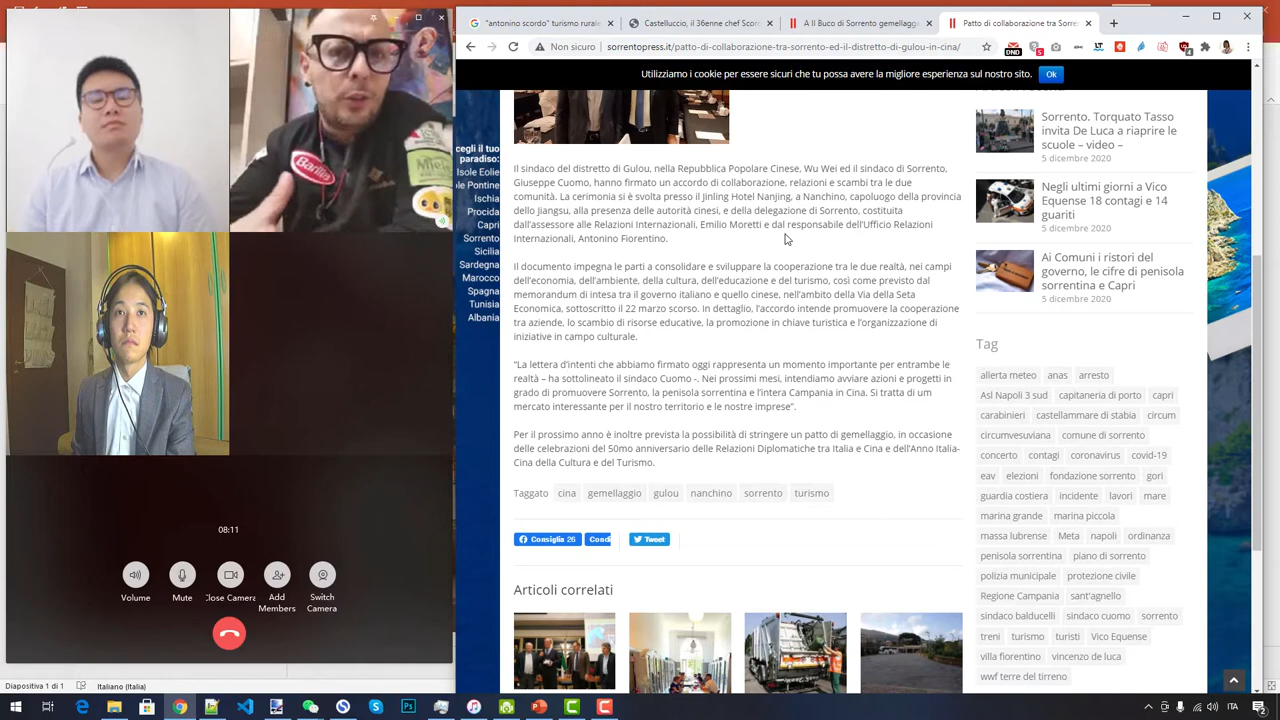 "antonino scordo" turismo rurale
Castelluccio, il 36enne chef Scord
A Il Buco di Sorrento gemellagg
Patto di collaborazione tra Sorren
Non sicuro
sorrentopress.it/patto-di-collaborazione-tra-sorrento-ed-il-distretto-di-gulou-in-cina/
DND
5
LT
4
Utilizziamo i cookie per essere sicuri che tu possa avere la migliore esperienza sul nostro sito.
Ok
Barilla
Miele
cegli il tuo
paradiso:
Isole Eolie
le Pontine
Ischia
Procida
Capri
Sorrento
Sicilia
Sardegna
Marocco
Spagna
Tunisia
Albania
08:11
Volume
Mute
Close Camera
Add
Members
Switch
Camera
Diapositiva 1 di 1
Italiano (Italia)
Il sindaco del distretto di Gulou, nella Repubblica Popolare Cinese, Wu Wei ed il sindaco di Sorrento,
Giuseppe Cuomo, hanno firmato un accordo di collaborazione, relazioni e scambi tra le due
comunità. La cerimonia si è svolta presso il Jinling Hotel Nanjing, a Nanchino, capoluogo della provincia
dello Jiangsu, alla presenza delle autorità cinesi, e della delegazione di Sorrento, costituita
dall'assessore alle Relazioni Internazionali, Emilio Moretti e dal responsabile dell'Ufficio Relazioni
Internazionali, Antonino Fiorentino.
Il documento impegna le parti a consolidare e sviluppare la cooperazione tra le due realtà, nei campi
dell'economia, dell'ambiente, della cultura, dell'educazione e del turismo, così come previsto dal
memorandum di intesa tra il governo italiano e quello cinese, nell'ambito della Via della Seta
Economica, sottoscritto il 22 marzo scorso. In dettaglio, l'accordo intende promuovere la cooperazione
tra aziende, lo scambio di risorse educative, la promozione in chiave turistica e l'organizzazione di
iniziative in campo culturale.
"La lettera d'intenti che abbiamo firmato oggi rappresenta un momento importante per entrambe le
realtà – ha sottolineato il sindaco Cuomo -. Nei prossimi mesi, intendiamo avviare azioni e progetti in
grado di promuovere Sorrento, la penisola sorrentina e l'intera Campania in Cina. Si tratta di un
mercato interessante per il nostro territorio e le nostre imprese".
Per il prossimo anno è inoltre prevista la possibilità di stringere un patto di gemellaggio, in occasione
delle celebrazioni del 50mo anniversario delle Relazioni Diplomatiche tra Italia e Cina e dell'Anno Italia-
Cina della Cultura e del Turismo.
Taggato cina gemellaggio gulou nanchino sorrento turismo
Consiglia 26 Condi Tweet
Articoli correlati
Sorrento. Torquato Tasso
invita De Luca a riaprire le
scuole – video –
5 dicembre 2020
Negli ultimi giorni a Vico
Equense 18 contagi e 14
guariti
5 dicembre 2020
Ai Comuni i ristori del
governo, le cifre di penisola
sorrentina e Capri
5 dicembre 2020
Tag
allerta meteo anas arresto
Asl Napoli 3 sud capitaneria di porto capri
carabinieri castellammare di stabia circum
circumvesuviana comune di sorrento
concerto contagi coronavirus covid-19
eav elezioni fondazione sorrento gori
guardia costiera incidente lavori mare
marina grande marina piccola
massa lubrense Meta napoli ordinanza
penisola sorrentina piano di sorrento
polizia municipale protezione civile
Regione Campania sant'agnello
sindaco balducelli sindaco cuomo sorrento
treni turismo turisti Vico Equense
villa fiorentino vincenzo de luca
wwf terre del tirreno
ITA